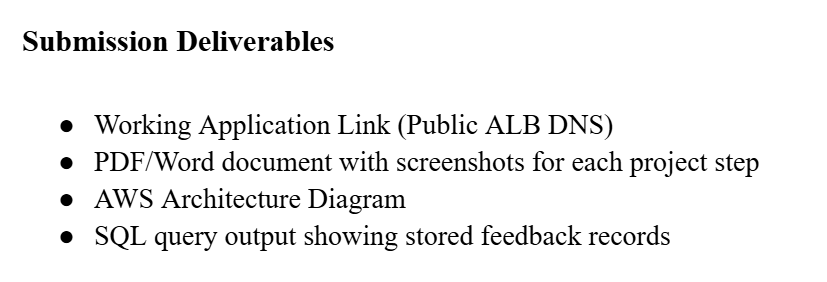 Submission Deliverables
● Working Application Link (Public ALB DNS)
● PDF/Word document with screenshots for each project step
● AWS Architecture Diagram
● SQL query output showing stored feedback records